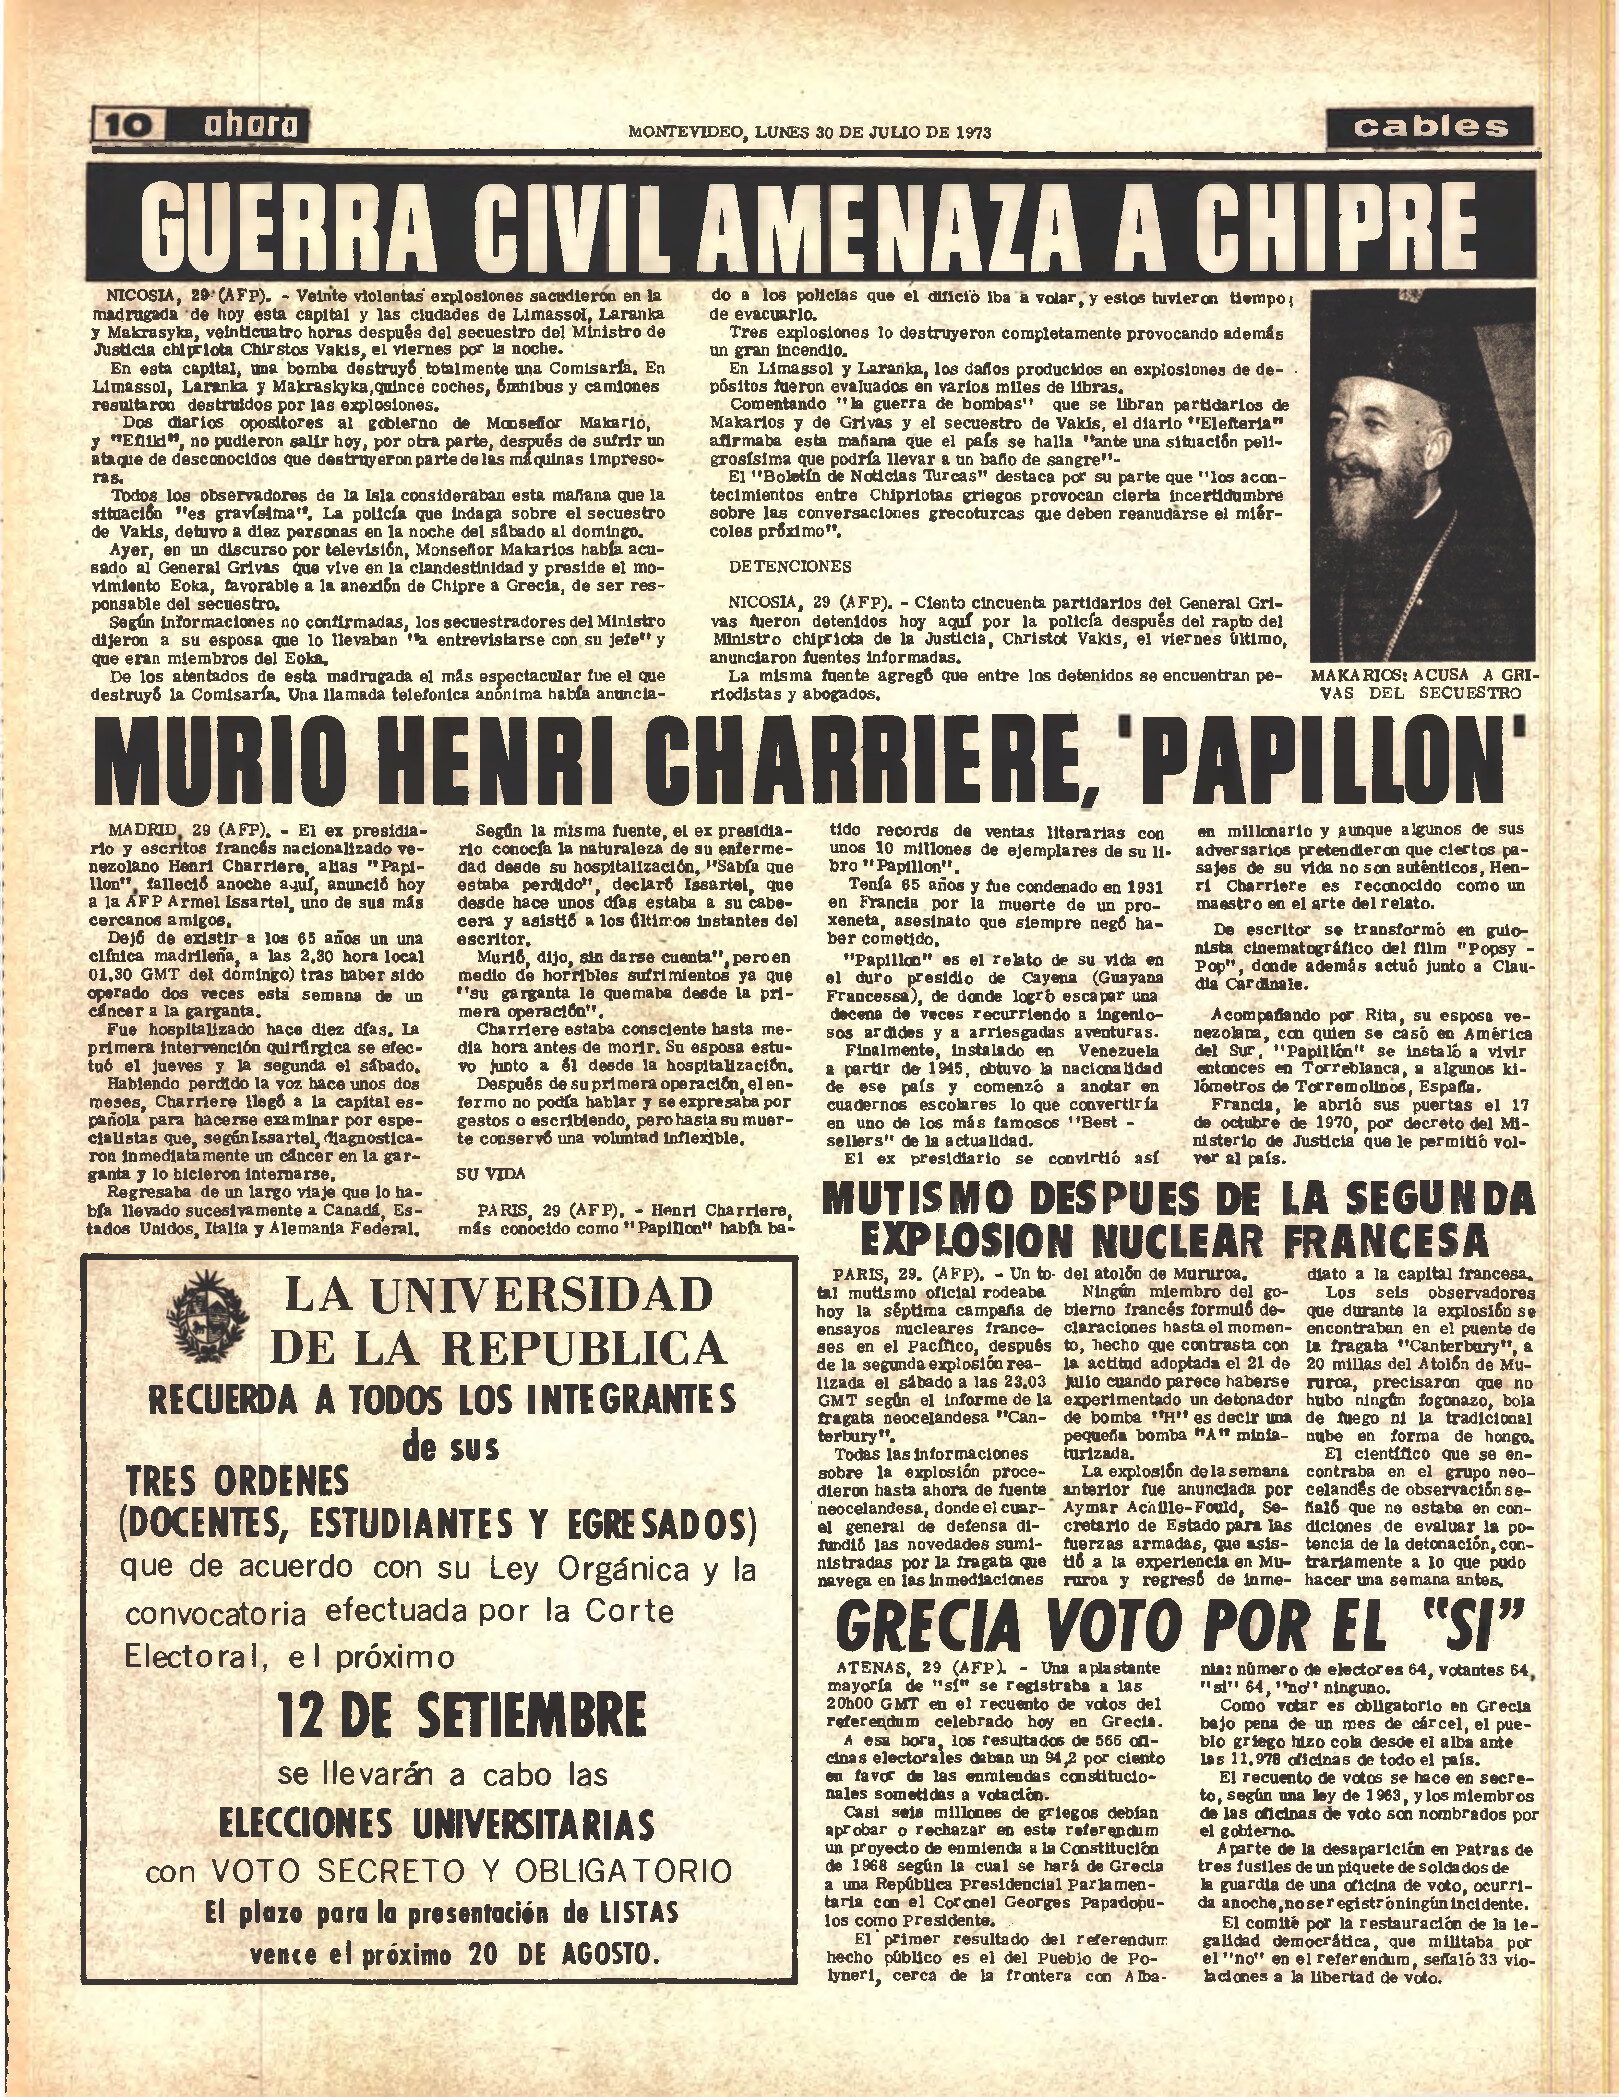 10 ahora
MONTEVIDEO, LUNES 30 DE JULIO DE 1973
cables
GUERRA CIVIL AMENAZA A CHIPRE
NICOSIA, 29 (AFP). - Veinte violentas explosiones sacudieron en la
madrugada de hoy esta capital y las ciudades de Limassol, Laranka
y Makrasyka, veinticuatro horas después del secuestro del Ministro de
Justicia chipriota Chirstos Vakis, el viernes por la noche.
En esta capital, una bomba destruyó totalmente una Comisaría. En
Limassol, Laranka y Makraskyka, quince coches, ómnibus y camiones
resultaron destruidos por las explosiones.
Dos diarios opositores al gobierno de Monseñor Makario,
y "Efliki", no pudieron salir hoy, por otra parte, después de sufrir un
ataque de desconocidos que destruyeron parte de las máquinas impreso-
ras.
Todos los observadores de la Isla consideraban esta mañana que la
situación "es gravísima". La policía que indaga sobre el secuestro
de Vakis, detuvo a diez personas en la noche del sábado al domingo.
Ayer, en un discurso por televisión, Monseñor Makarios había acu-
sado al General Grivas que vive en la clandestinidad y preside el mo-
vimiento Eoka, favorable a la anexión de Chipre a Grecia, de ser res-
ponsable del secuestro.
Según informaciones no confirmadas, los secuestradores del Ministro
dijeron a su esposa que lo llevaban "a entrevistarse con su jefe" y
que eran miembros del Eoka.
De los atentados de esta madrugada el más espectacular fue el que
destruyó la Comisaría. Una llamada telefonica anónima había anuncia-
do a los policías que el dificio iba a volar, y estos tuvieron tiempo
de evacuarlo.
Tres explosiones lo destruyeron completamente provocando además
un gran incendio.
En Limassol y Laranka, los daños producidos en explosiones de de-
pósitos fueron evaluados en varios miles de libras.
Comentando "la guerra de bombas" que se libran partidarios de
Makarios y de Grivas y el secuestro de Vakis, el diario "Elefteria"
afirmaba esta mañana que el país se halla "ante una situación peli-
grosísima que podría llevar a un baño de sangre"-
El "Boletín de Noticias Turcas" destaca por su parte que "los acon-
tecimientos entre Chipriotas griegos provocan cierta incertidumbre
sobre las conversaciones grecoturcas que deben reanudarse el miér-
coles próximo".
DETENCIONES
NICOSIA, 29 (AFP). - Ciento cincuenta partidarios del General Gri-
vas fueron detenidos hoy aquí por la policía después del rapto del
Ministro chipriota de la Justicia, Christot Vakis, el viernes último,
anunciaron fuentes informadas.
La misma fuente agregó que entre los detenidos se encuentran pe-
riodistas y abogados.
MAKARIOS: ACUSA A GRI-
VAS DEL SECUESTRO
MURIO HENRI CHARRIERE, 'PAPILLON'
MADRID, 29 (AFP). - El ex presidia-
rio y escritos francés nacionalizado ve-
nezolano Henri Charriere, alias "Papi-
llon", falleció anoche aquí, anunció hoy
a la AFP Armel Issartel, uno de sus más
cercanos amigos.
Dejó de existir a los 65 años un una
clínica madrileña, a las 2,30 hora local
01,30 GMT del domingo) tras haber sido
operado dos veces esta semana de un
cáncer a la garganta.
Fue hospitalizado hace diez días. La
primera intervención quirúrgica se efec-
tuó el jueves y la segunda el sábado.
Habiendo perdido la voz hace unos dos
meses, Charriere llegó a la capital es-
pañola para hacerse examinar por espe-
cialistas que, según Issartel, diagnostica-
ron inmediatamente un cáncer en la gar-
ganta y lo hicieron internarse.
Regresaba de un largo viaje que lo ha-
bía llevado sucesivamente a Canadá, Es-
tados Unidos, Italia y Alemania Federal.
Según la misma fuente, el ex presidia-
rio conocía la naturaleza de su enferme-
dad desde su hospitalización. "Sabía que
estaba perdido", declaró Issartel, que
desde hace unos días estaba a su cabe-
cera y asistió a los últimos instantes del
escritor.
Murió, dijo, sin darse cuenta", pero en
medio de horribles sufrimientos ya que
"su garganta le quemaba desde la pri-
mera operación".
Charriere estaba consciente hasta me-
dia hora antes de morir. Su esposa estu-
vo junto a él desde la hospitalización.
Después de su primera operación, el en-
fermo no podía hablar y se expresaba por
gestos o escribiendo, pero hasta su muer-
te conservó una voluntad inflexible.
SU VIDA
PARIS, 29 (AFP). - Henri Charriere,
más conocido como "Papillon" había ba-
tido records de ventas literarias con
unos 10 millones de ejemplares de su li-
bro "Papillon".
Tenía 65 años y fue condenado en 1931
en Francia por la muerte de un pro-
xeneta, asesinato que siempre negó ha-
ber cometido.
"Papillon" es el relato de su vida en
el duro presidio de Cayena (Guayana
Francessa), de donde logró escapar una
decena de veces recurriendo a ingenio-
sos ardides y a arriesgadas aventuras.
Finalmente, instalado en Venezuela
a partir de 1945, obtuvo la nacionalidad
de ese país y comenzó a anotar en
cuadernos escolares lo que convertiría
en uno de los más famosos "Best -
sellers" de la actualidad.
El ex presidiario se convirtió así
en millonario y aunque algunos de sus
adversarios pretendieron que ciertos pa-
sajes de su vida no son auténticos, Hen-
ri Charriere es reconocido como un
maestro en el arte del relato.
De escritor se transformó en guio-
nista cinematográfico del film "Popsy -
Pop", donde además actuó junto a Clau-
dia Cardinale.
Acompañando por Rita, su esposa ve-
nezolana, con quien se casó en América
del Sur, "Papillón" se instaló a vivir
entonces en Torreblanca, a algunos ki-
lómetros de Torremolinos, España.
Francia, le abrió sus puertas el 17
de octubre de 1970, por decreto del Mi-
nisterio de Justicia que le permitió vol-
ver al país.
LA UNIVERSIDAD
DE LA REPUBLICA
RECUERDA A TODOS LOS INTEGRANTES
de sus
TRES ORDENES
(DOCENTES, ESTUDIANTES Y EGRESADOS)
que de acuerdo con su Ley Orgánica y la
convocatoria efectuada por la Corte
Electoral, el próximo
12 DE SETIEMBRE
se llevarán a cabo las
ELECCIONES UNIVERSITARIAS
con VOTO SECRETO Y OBLIGATORIO
El plazo para la presentación de LISTAS
vence el próximo 20 DE AGOSTO.
MUTISMO DESPUES DE LA SEGUNDA
EXPLOSION NUCLEAR FRANCESA
PARIS, 29. (AFP). - Un to-
tal mutismo oficial rodeaba
hoy la séptima campaña de
ensayos nucleares france-
ses en el Pacífico, después
de la segunda explosión rea-
lizada el sábado a las 23,03
GMT según el informe de la
fragata neocelandesa "Can-
terbury".
Todas las informaciones
sobre la explosión proce-
dieron hasta ahora de fuente
neocelandesa, donde el cuar-
el general de defensa di-
fundió las novedades sumi-
nistradas por la fragata que
navega en las inmediaciones
del atolón de Mururoa.
Ningún miembro del go-
bierno francés formuló de-
claraciones hasta el momen-
to, hecho que contrasta con
la actitud adoptada el 21 de
julio cuando parece haberse
experimentado un detonador
de bomba "H" es decir una
pequeña bomba "A" minia-
turizada.
La explosión de la semana
anterior fue anunciada por
Aymar Achille-Fould, Se-
cretario de Estado para las
fuerzas armadas, que asis-
tió a la experiencia en Mu-
ruroa y regresó de inme-
diato a la capital francesa.
Los seis observadores
que durante la explosión se
encontraban en el puente de
la fragata "Canterbury", a
20 millas del Atolón de Mu-
ruroa, precisaron que no
hubo ningún fogonazo, bola
de fuego ni la tradicional
nube en forma de hongo.
El científico que se en-
contraba en el grupo neo-
celandés de observación se-
ñaló que no estaba en con-
diciones de evaluar la po-
tencia de la detonación, con-
trariamente a lo que pudo
hacer una semana antes.
GRECIA VOTO POR EL "SI"
ATENAS, 29 (AFP). - Una aplastante
mayoría de "sí" se registraba a las
20h00 GMT en el recuento de votos del
referendum celebrado hoy en Grecia.
A esa hora, los resultados de 566 ofi-
cinas electorales daban un 94,2 por ciento
en favor de las enmiendas constitucio-
nales sometidas a votación.
Casi seis millones de griegos debían
aprobar o rechazar en este referendum
un proyecto de enmienda a la Constitución
de 1968 según la cual se hará de Grecia
a una República Presidencial Parlamen-
taria con el Coronel Georges Papadopu-
los como Presidente.
El primer resultado del referendum
hecho público es el del Pueblo de Po-
lyneri, cerca de la frontera con Alba-
nia: número de electores 64, votantes 64,
"si" 64, "no" ninguno.
Como votar es obligatorio en Grecia
bajo pena de un mes de cárcel, el pue-
blo griego hizo cola desde el alba ante
las 11.978 oficinas de todo el país.
El recuento de votos se hace en secre-
to, según una ley de 1963, y los miembros
de las oficinas de voto son nombrados por
el gobierno.
Aparte de la desaparición en Patras de
tres fusiles de un piquete de soldados de
la guardia de una oficina de voto, ocurri-
da anoche, no se registró ningún incidente.
El comité por la restauración de la le-
galidad democrática, que militaba por
el "no" en el referendum, señaló 33 vio-
laciones a la libertad de voto.